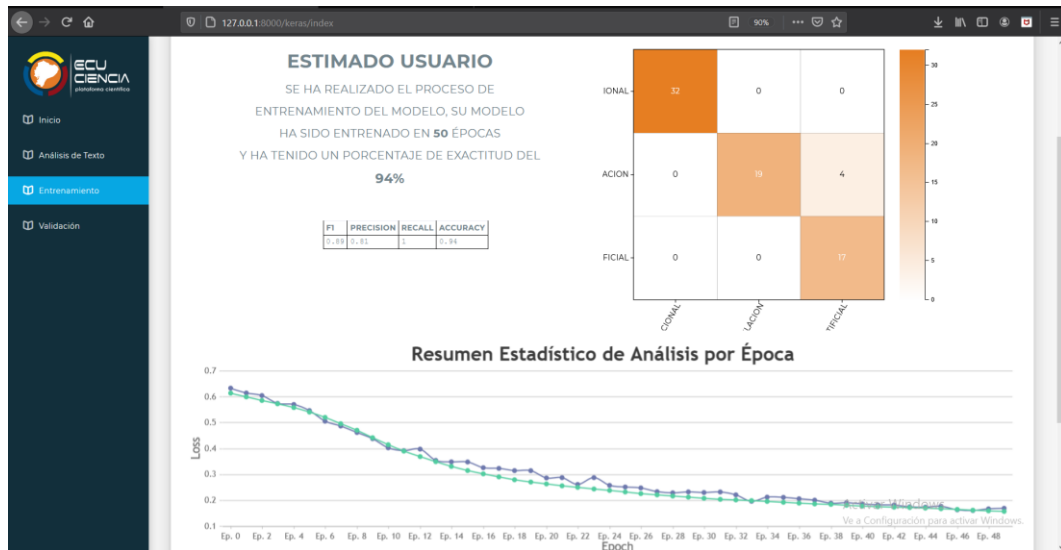 127.0.0.1:8000/keras/index
90%
ECU
CIENCIA
plataforma científica
Inicio
Análisis de Texto
Entrenamiento
Validación
ESTIMADO USUARIO
SE HA REALIZADO EL PROCESO DE
ENTRENAMIENTO DEL MODELO, SU MODELO
HA SIDO ENTRENADO EN 50 ÉPOCAS
Y HA TENIDO UN PORCENTAJE DE EXACTITUD DEL
94%
F1 PRECISION RECALL ACCURACY
0.89 0.81 1 0.94
IONAL 32 0 0
ACION 0 19 4
FICIAL 0 0 17
CIONAL LACION TIFICIAL
30
25
20
15
10
5
0
Resumen Estadístico de Análisis por Época
Loss
0.7
0.6
0.5
0.4
0.3
0.2
0.1
Ep. 0 Ep. 2 Ep. 4 Ep. 6 Ep. 8 Ep. 10 Ep. 12 Ep. 14 Ep. 16 Ep. 18 Ep. 20 Ep. 22 Ep. 24 Ep. 26 Ep. 28 Ep. 30 Ep. 32 Ep. 34 Ep. 36 Ep. 38 Ep. 40 Ep. 42 Ep. 44 Ep. 46 Ep. 48
Epoch
Activar Windows
Ve a Configuración para activar Windows.